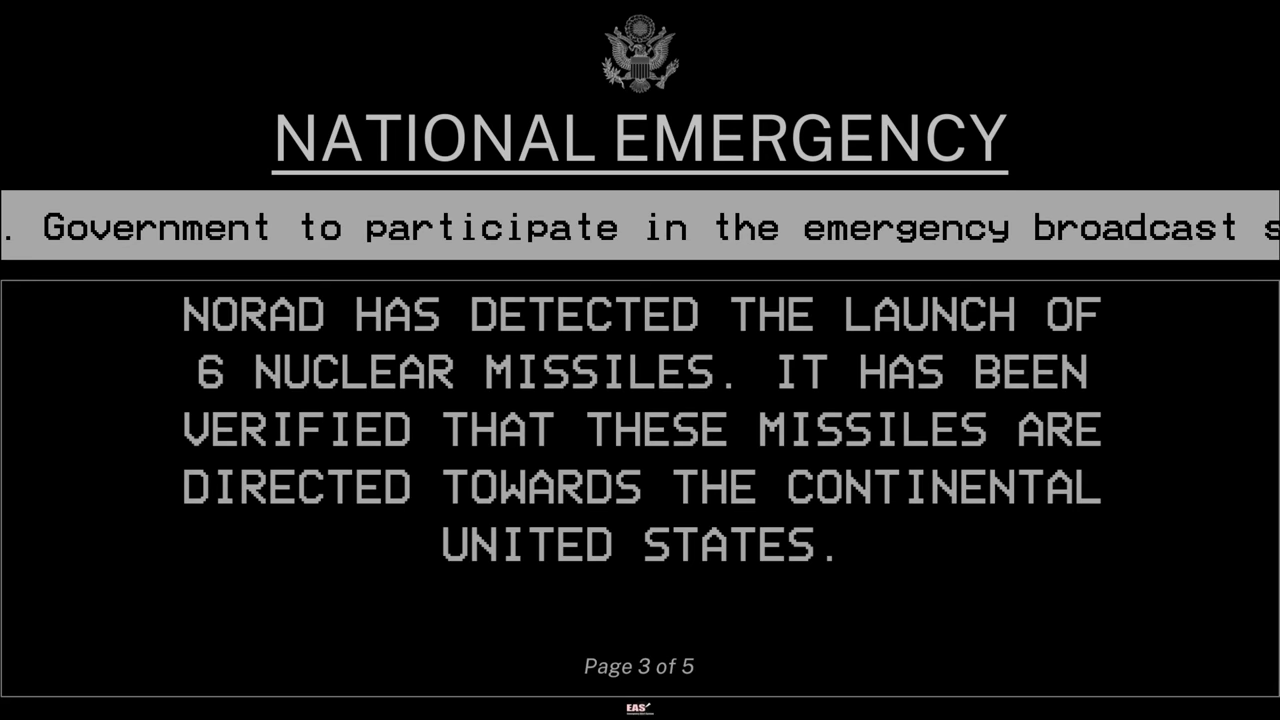 NATIONAL EMERGENCY
. Government to participate in the emergency broadcast s
NORAD HAS DETECTED THE LAUNCH OF
6 NUCLEAR MISSILES. IT HAS BEEN
VERIFIED THAT THESE MISSILES ARE
DIRECTED TOWARDS THE CONTINENTAL
UNITED STATES.
Page 3 of 5
EAS